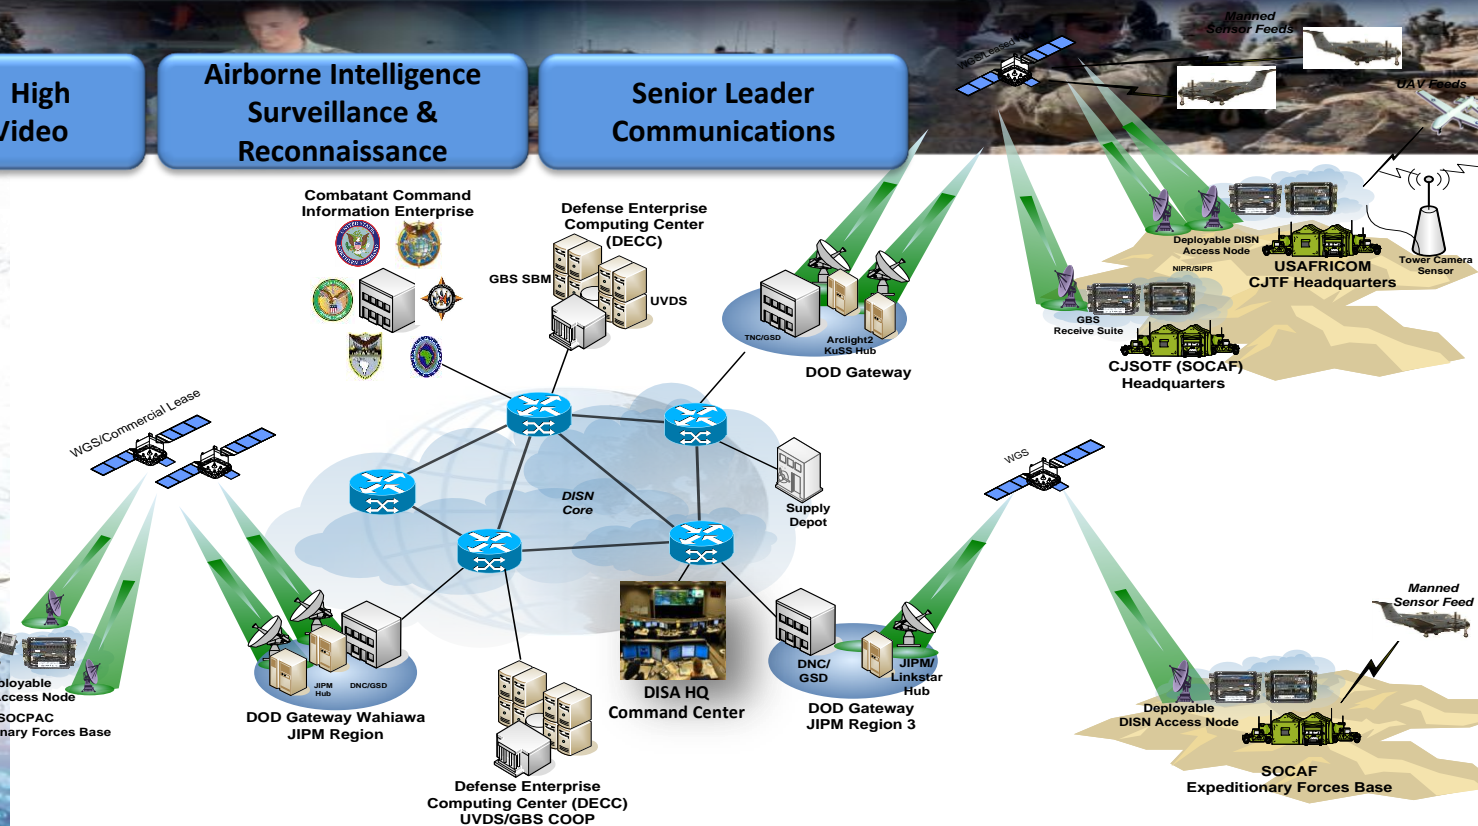 High
Video
Airborne Intelligence
Surveillance &
Reconnaissance
Senior Leader
Communications
WGS/Leased
Manned
Sensor Feeds
UAV Feeds
Combatant Command
Information Enterprise
Defense Enterprise
Computing Center
(DECC)
GBS SBM
UVDS
TNC/GSD
Arclight2
KuSS Hub
DOD Gateway
Deployable DISN
Access Node
NIPR/SIPR
USAFRICOM
CJTF Headquarters
Tower Camera
Sensor
GBS
Receive Suite
CJSOTF (SOCAF)
Headquarters
WGS/Commercial Lease
DISN
Core
Supply
Depot
WGS
Manned
Sensor Feed
ployable
Access Node
SOCPAC
nary Forces Base
JIPM
Hub
DNC/GSD
DOD Gateway Wahiawa
JIPM Region
DISA HQ
Command Center
DNC/
GSD
JIPM/
Linkstar
Hub
DOD Gateway
JIPM Region 3
Deployable
DISN Access Node
SOCAF
Expeditionary Forces Base
Defense Enterprise
Computing Center (DECC)
UVDS/GBS COOP